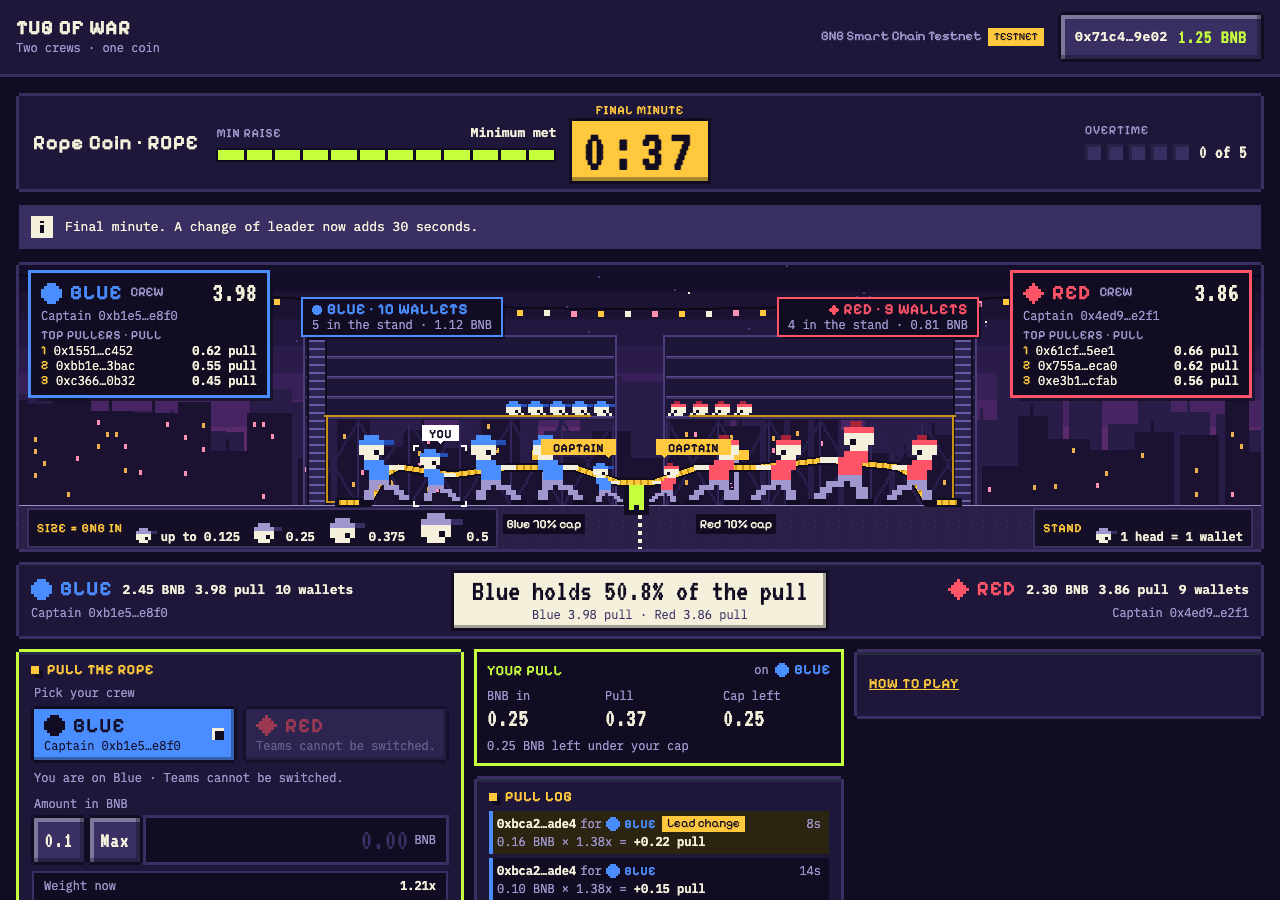 TUG OF WAR
Two crews · one coin
BNB Smart Chain Testnet TESTNET
0x71c4…9e02 1.25 BNB
Rope Coin · ROPE
MIN RAISE Minimum met
FINAL MINUTE
0:37
OVERTIME
0 of 5
i Final minute. A change of leader now adds 30 seconds.
BLUE CREW 3.98
Captain 0xb1e5…e8f0
TOP PULLERS · PULL
1 0x1551…c452 0.62 pull
2 0xbb1e…3bac 0.55 pull
3 0xc366…0b32 0.45 pull
BLUE · 10 WALLETS
5 in the stand · 1.12 BNB
RED · 9 WALLETS
4 in the stand · 0.81 BNB
RED CREW 3.86
Captain 0x4ed9…e2f1
TOP PULLERS · PULL
1 0x61cf…5ee1 0.66 pull
2 0x755a…eca0 0.62 pull
3 0xe3b1…cfab 0.56 pull
YOU
CAPTAIN
CAPTAIN
SIZE = BNB IN up to 0.125 0.25 0.375 0.5
Blue 70% cap
Red 70% cap
STAND 1 head = 1 wallet
BLUE 2.45 BNB 3.98 pull 10 wallets
Captain 0xb1e5…e8f0
Blue holds 50.8% of the pull
Blue 3.98 pull · Red 3.86 pull
RED 2.30 BNB 3.86 pull 9 wallets
Captain 0x4ed9…e2f1
PULL THE ROPE
Pick your crew
BLUE
Captain 0xb1e5…e8f0
RED
Teams cannot be switched.
You are on Blue · Teams cannot be switched.
Amount in BNB
0.1 Max 0.00 BNB
Weight now 1.21x
YOUR PULL on BLUE
BNB in Pull Cap left
0.25 0.37 0.25
0.25 BNB left under your cap
PULL LOG
0xbca2…ade4 for BLUE Lead change 8s
0.16 BNB × 1.38x = +0.22 pull
0xbca2…ade4 for BLUE 14s
0.10 BNB × 1.38x = +0.15 pull
HOW TO PLAY